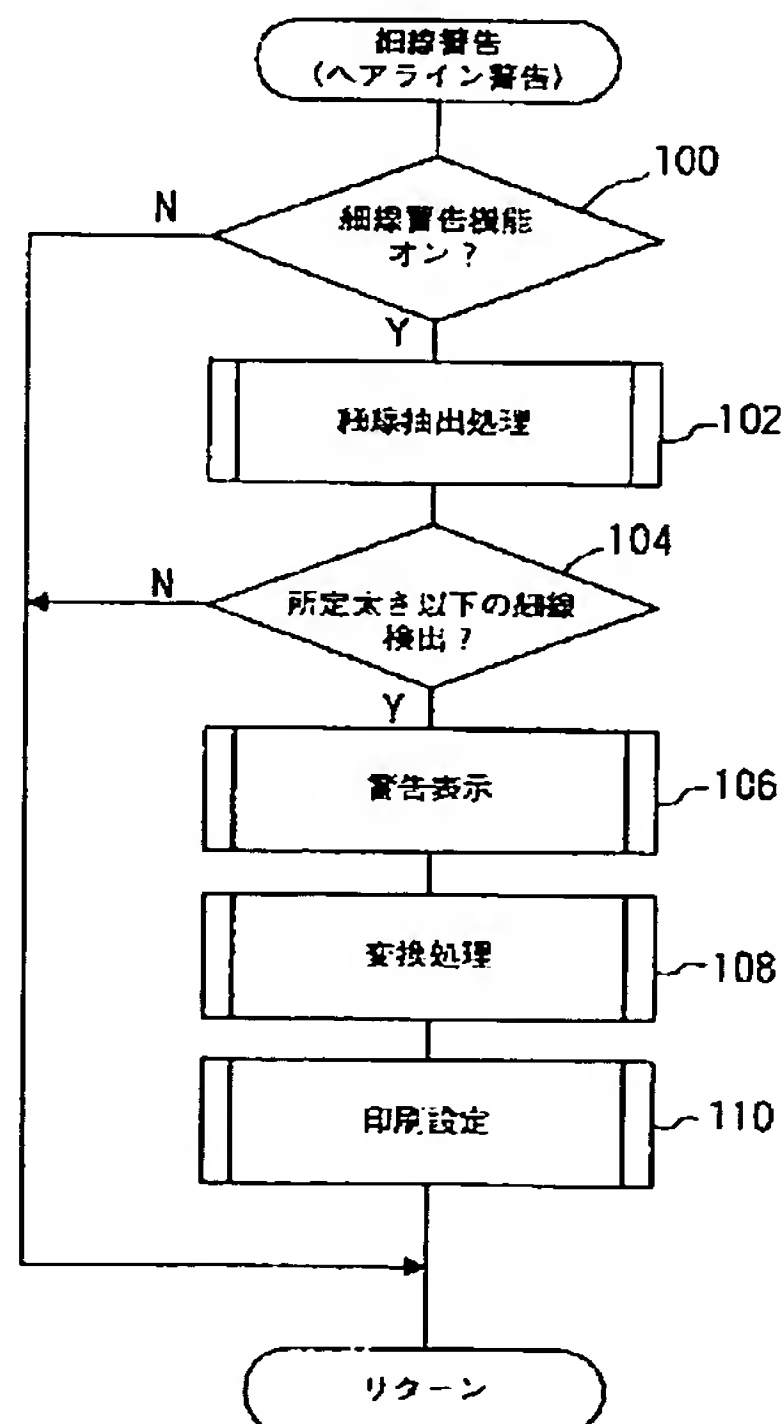 細線警告
(ヘアライン警告)
100
N
細線警告機能
オン?
Y
細線抽出処理
102
104
N
所定太さ以下の細線
検出?
Y
警告表示
106
変換処理
108
印刷設定
110
リターン